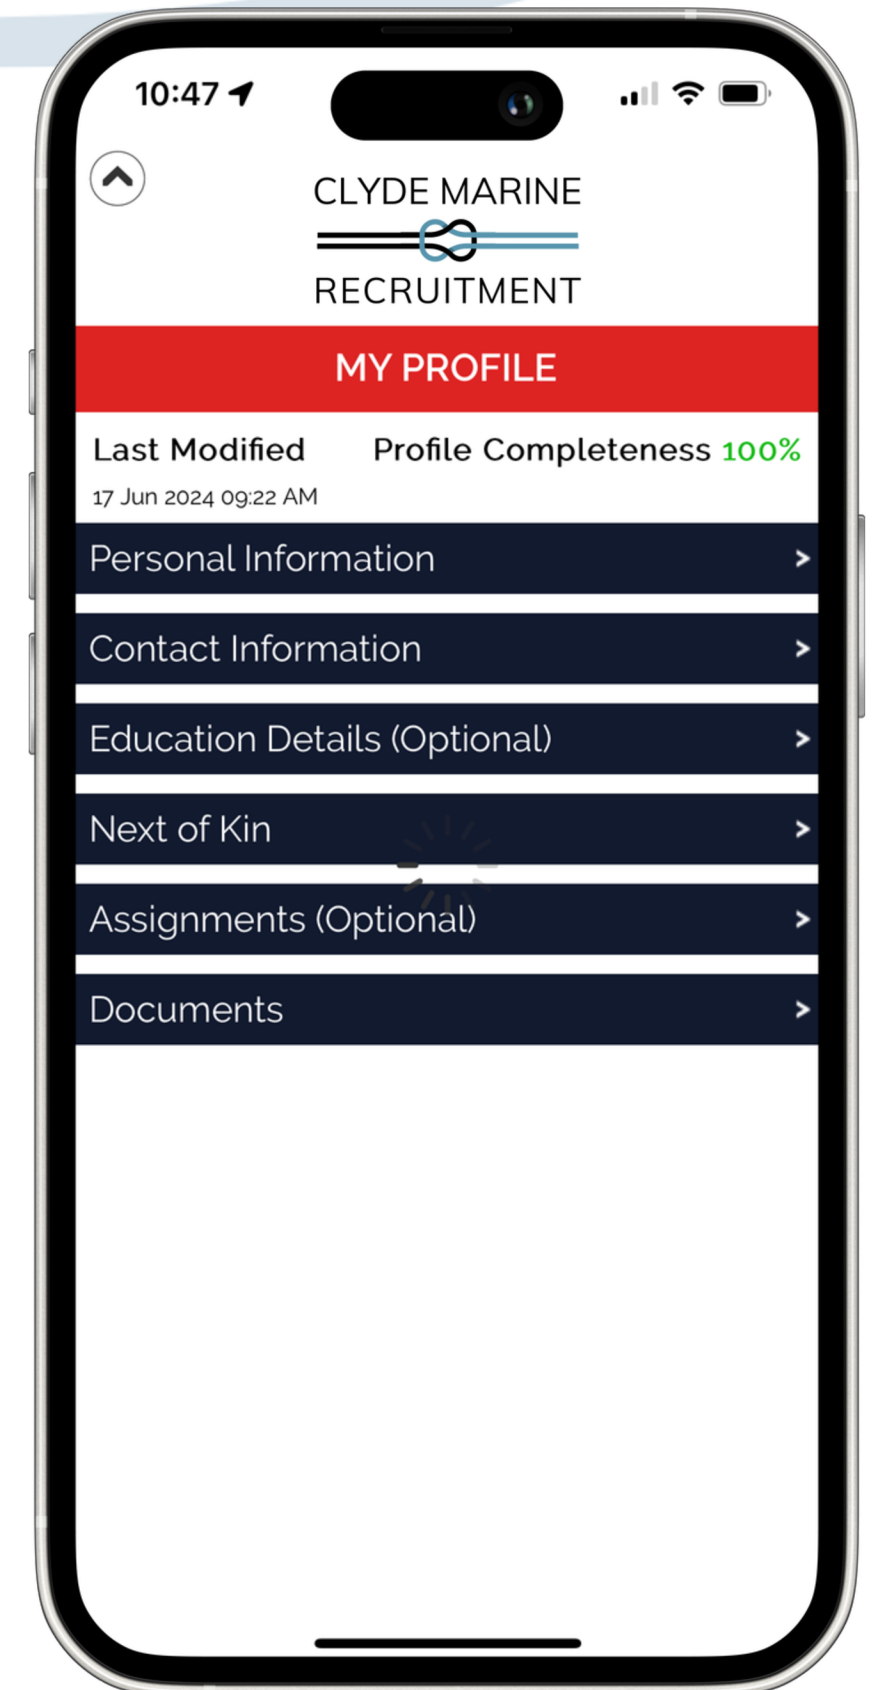 10:47
CLYDE MARINE
RECRUITMENT
MY PROFILE
Last Modified Profile Completeness 100%
17 Jun 2024 09:22 AM
Personal Information >
Contact Information >
Education Details (Optional) >
Next of Kin >
Assignments (Optional) >
Documents >